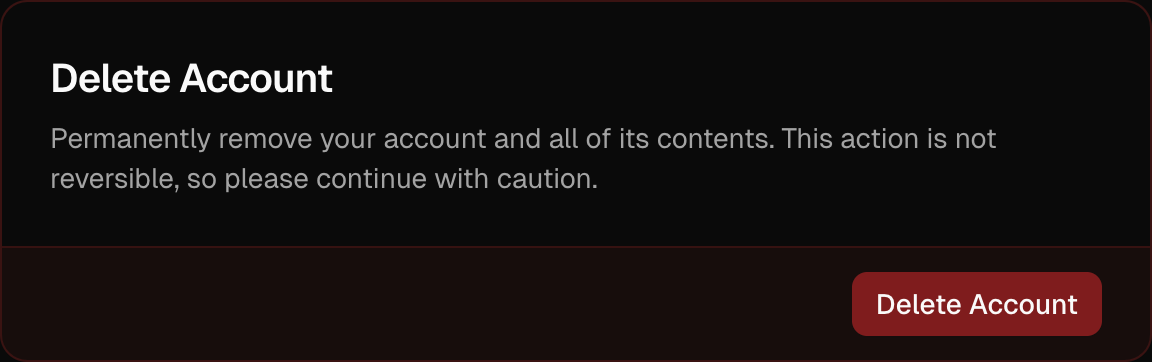 Delete Account
Permanently remove your account and all of its contents. This action is not
reversible, so please continue with caution.
Delete Account